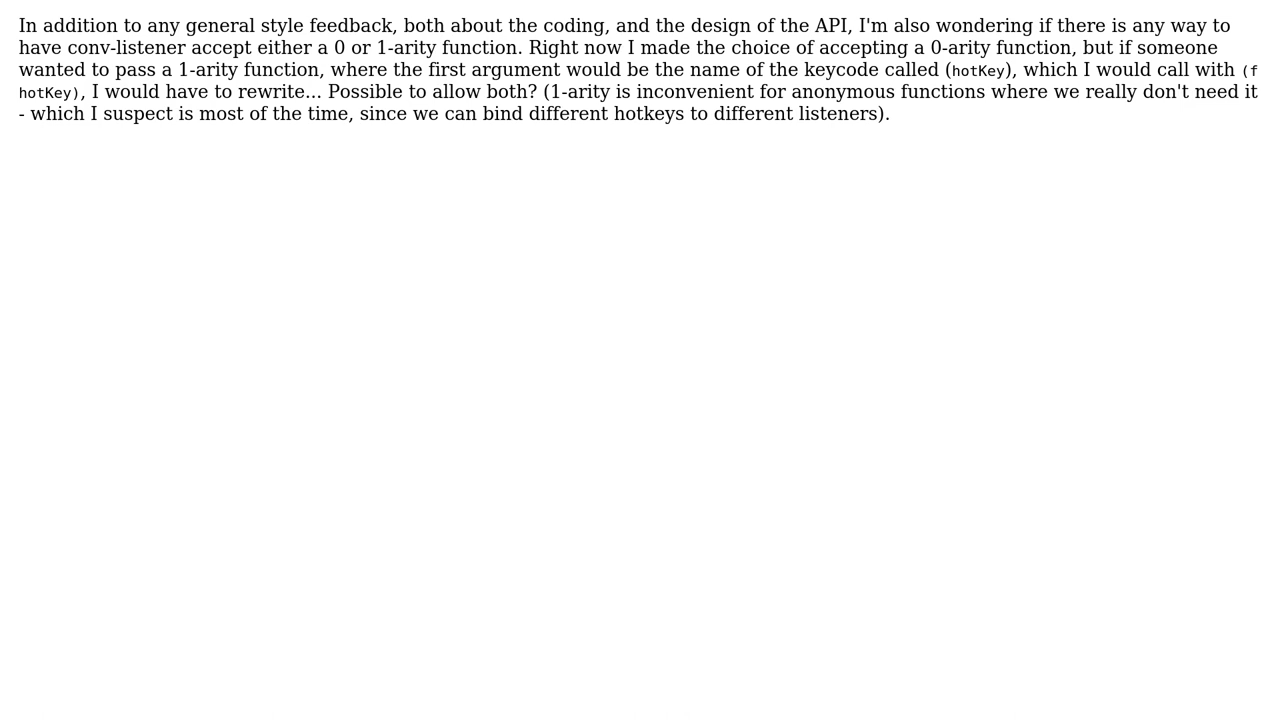 In addition to any general style feedback, both about the coding, and the design of the API, I'm also wondering if there is any way to
have conv-listener accept either a 0 or 1-arity function. Right now I made the choice of accepting a 0-arity function, but if someone
wanted to pass a 1-arity function, where the first argument would be the name of the keycode called (hotKey), which I would call with (f
hotKey), I would have to rewrite... Possible to allow both? (1-arity is inconvenient for anonymous functions where we really don't need it
- which I suspect is most of the time, since we can bind different hotkeys to different listeners).